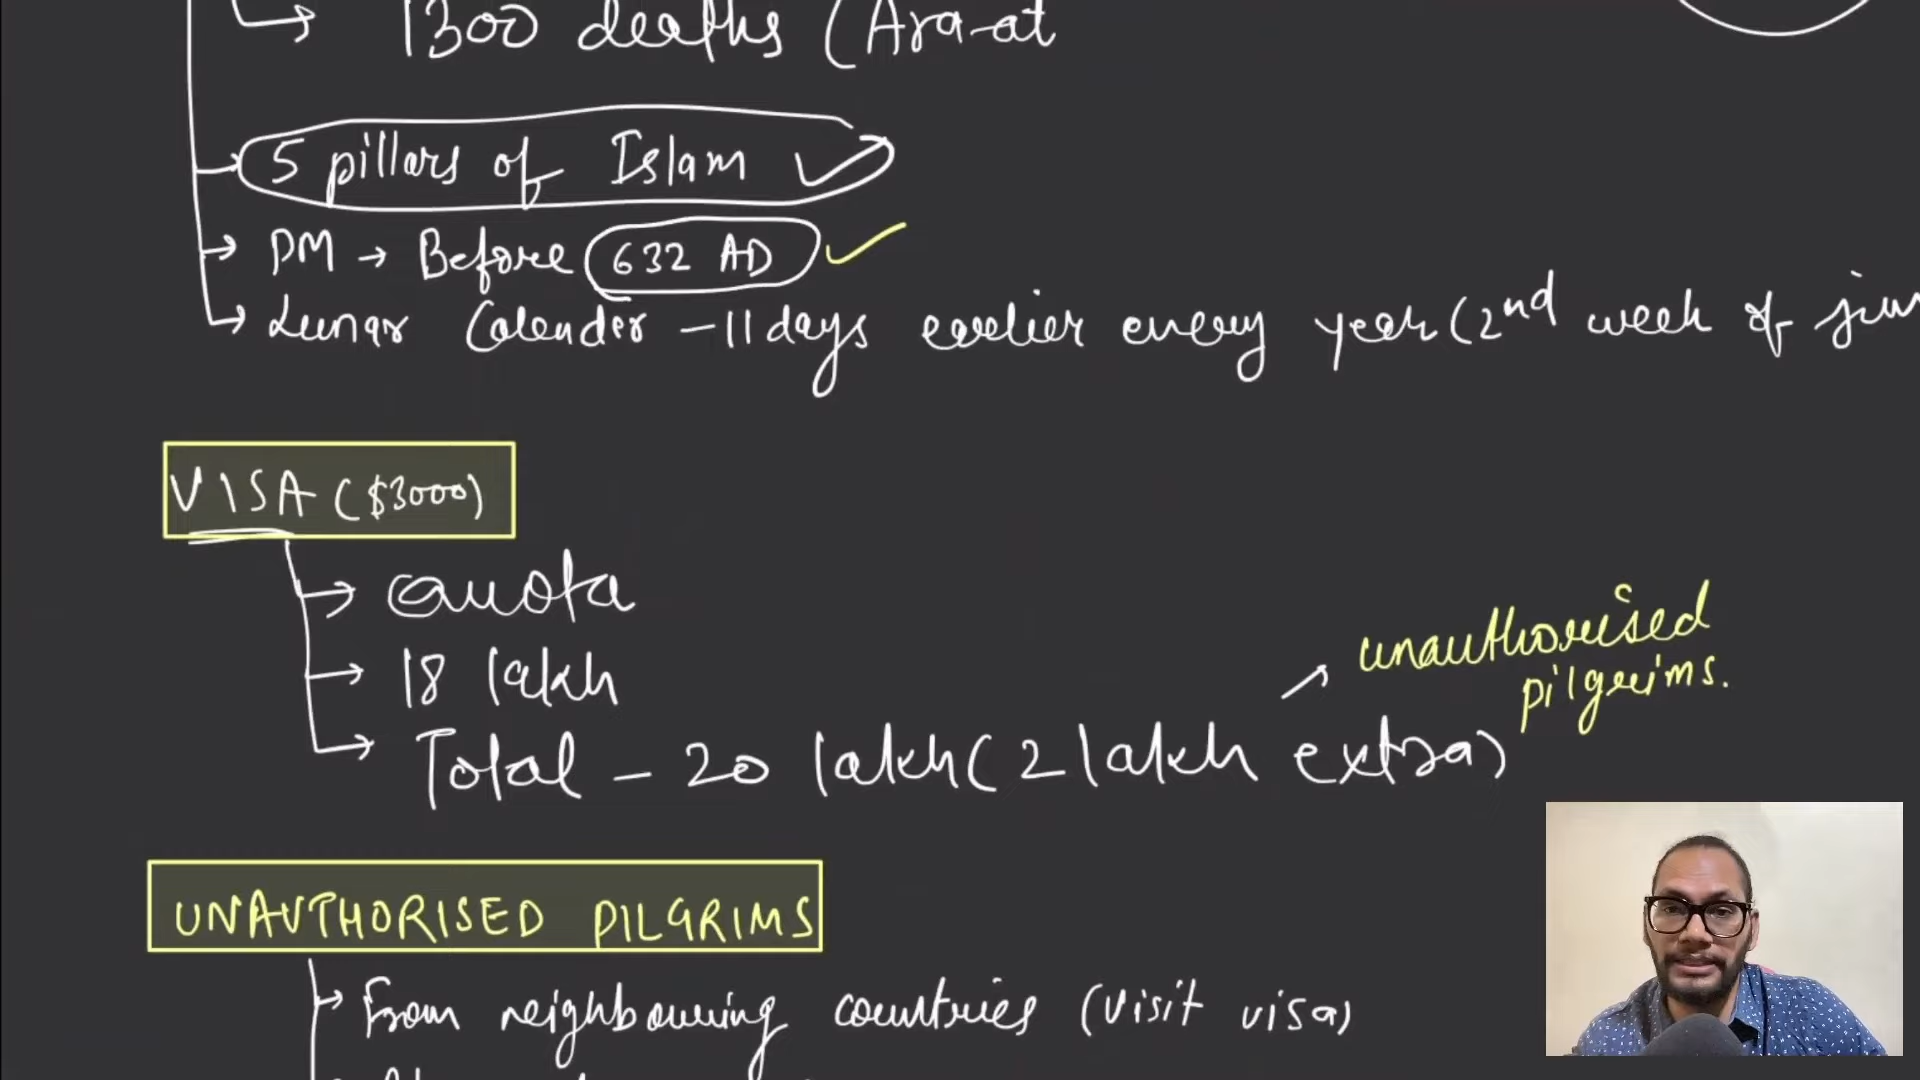 1300 deaths (Arafat
5 pillars of Islam
PM → Before 632 AD
Lunar Calender - 11 days earlier every year (2nd week of jun
VISA ($3000)
Quota
18 lakh
unauthorised
pilgrims.
Total - 20 lakh (2 lakh extra)
UNAUTHORISED PILGRIMS
From neighbouring countries (visit visa)